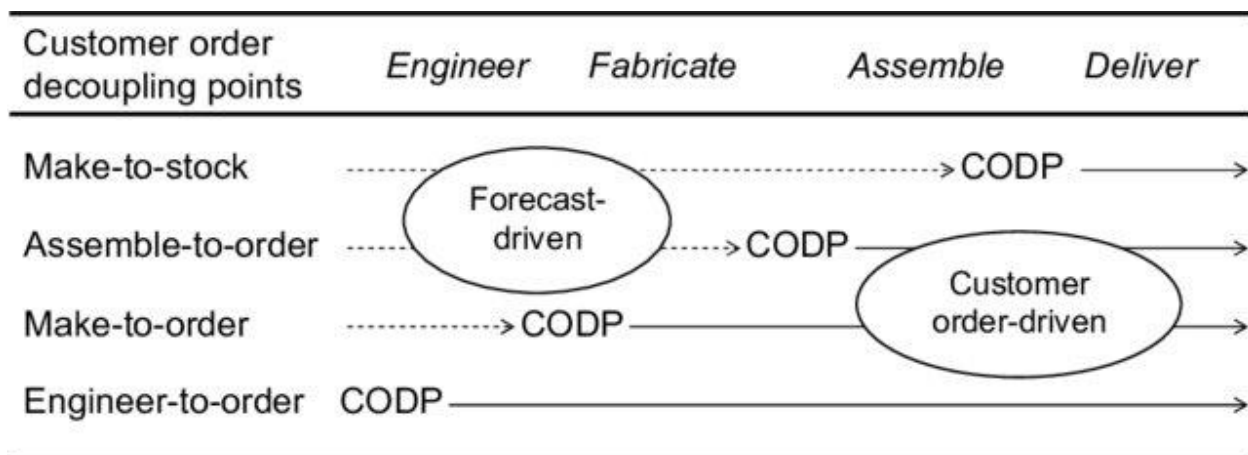 Customer order
decoupling points
Engineer Fabricate Assemble Deliver
Make-to-stock CODP
Forecast-
driven
Assemble-to-order CODP
Customer
order-driven
Make-to-order CODP
Engineer-to-order CODP